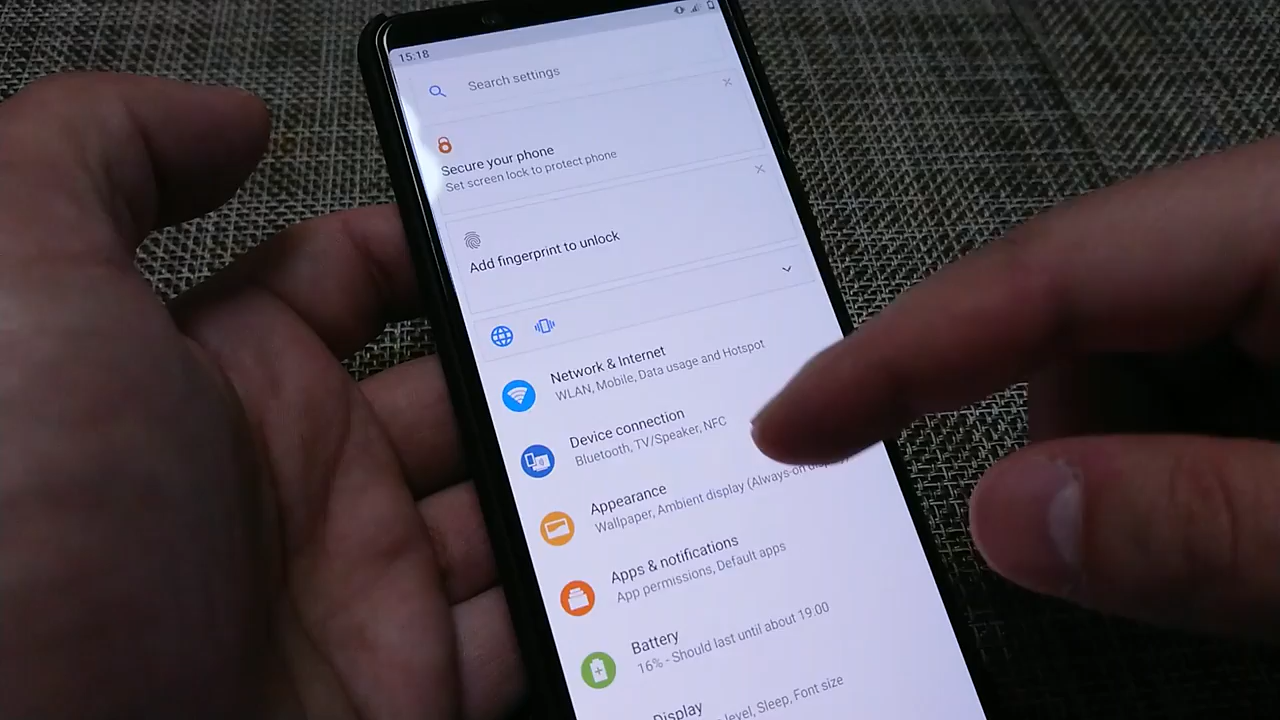 15:18
Search settings
Secure your phone
Set screen lock to protect phone
Add fingerprint to unlock
Network & Internet
WLAN, Mobile, Data usage and Hotspot
Device connection
Bluetooth, TV/Speaker, NFC
Appearance
Wallpaper, Ambient display (Always-on display)
Apps & notifications
App permissions, Default apps
Battery
16% - Should last until about 19:00
Display
level, Sleep, Font size